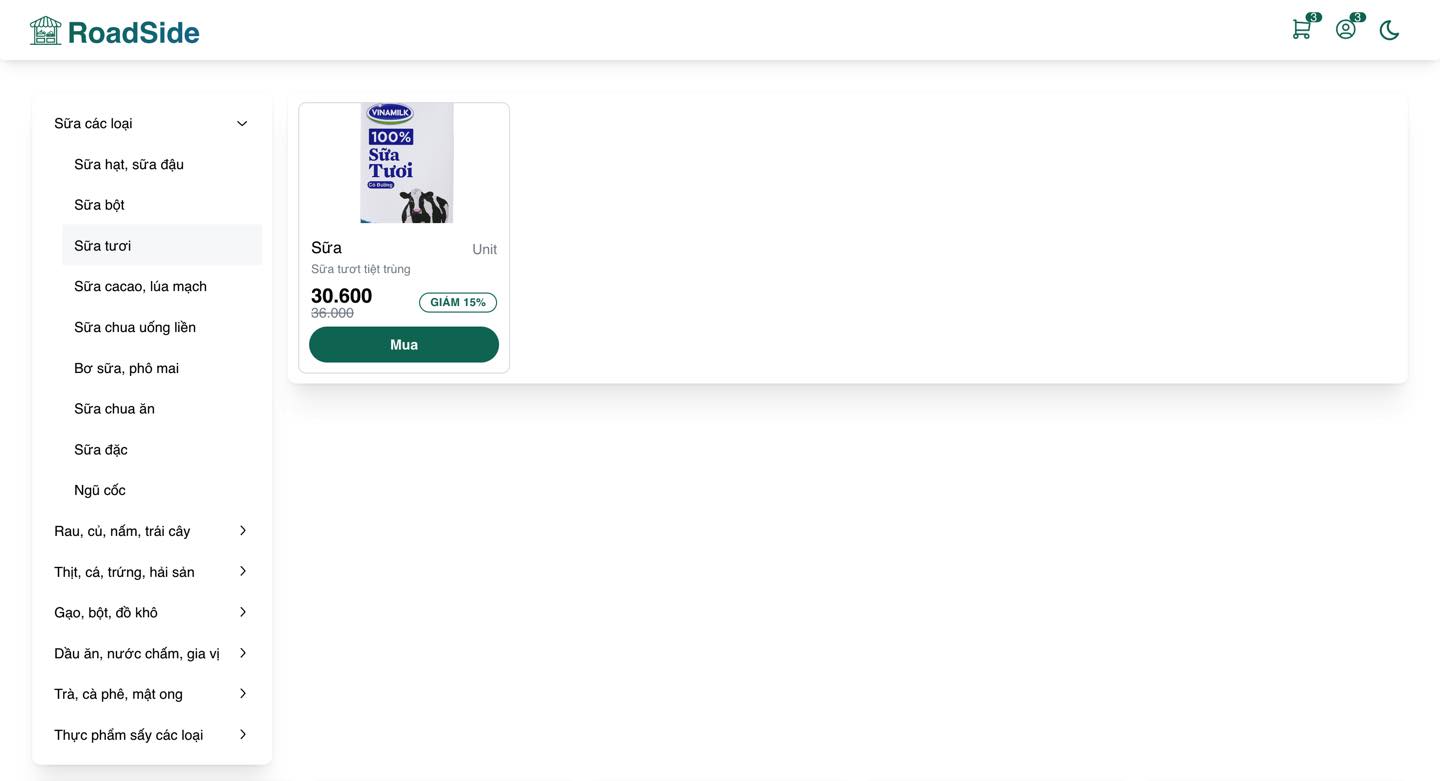 RoadSide
3
3
Sữa các loại
Sữa hạt, sữa đậu
Sữa bột
Sữa tươi
Sữa cacao, lúa mạch
Sữa chua uống liền
Bơ sữa, phô mai
Sữa chua ăn
Sữa đặc
Ngũ cốc
Rau, củ, nấm, trái cây
Thịt, cá, trứng, hải sản
Gạo, bột, đồ khô
Dầu ăn, nước chấm, gia vị
Trà, cà phê, mật ong
Thực phẩm sấy các loại
VINAMILK
100%
Sữa
Tươi
Có Đường
Sữa
Unit
Sữa tươt tiệt trùng
30.600
36.000
GIẢM 15%
Mua